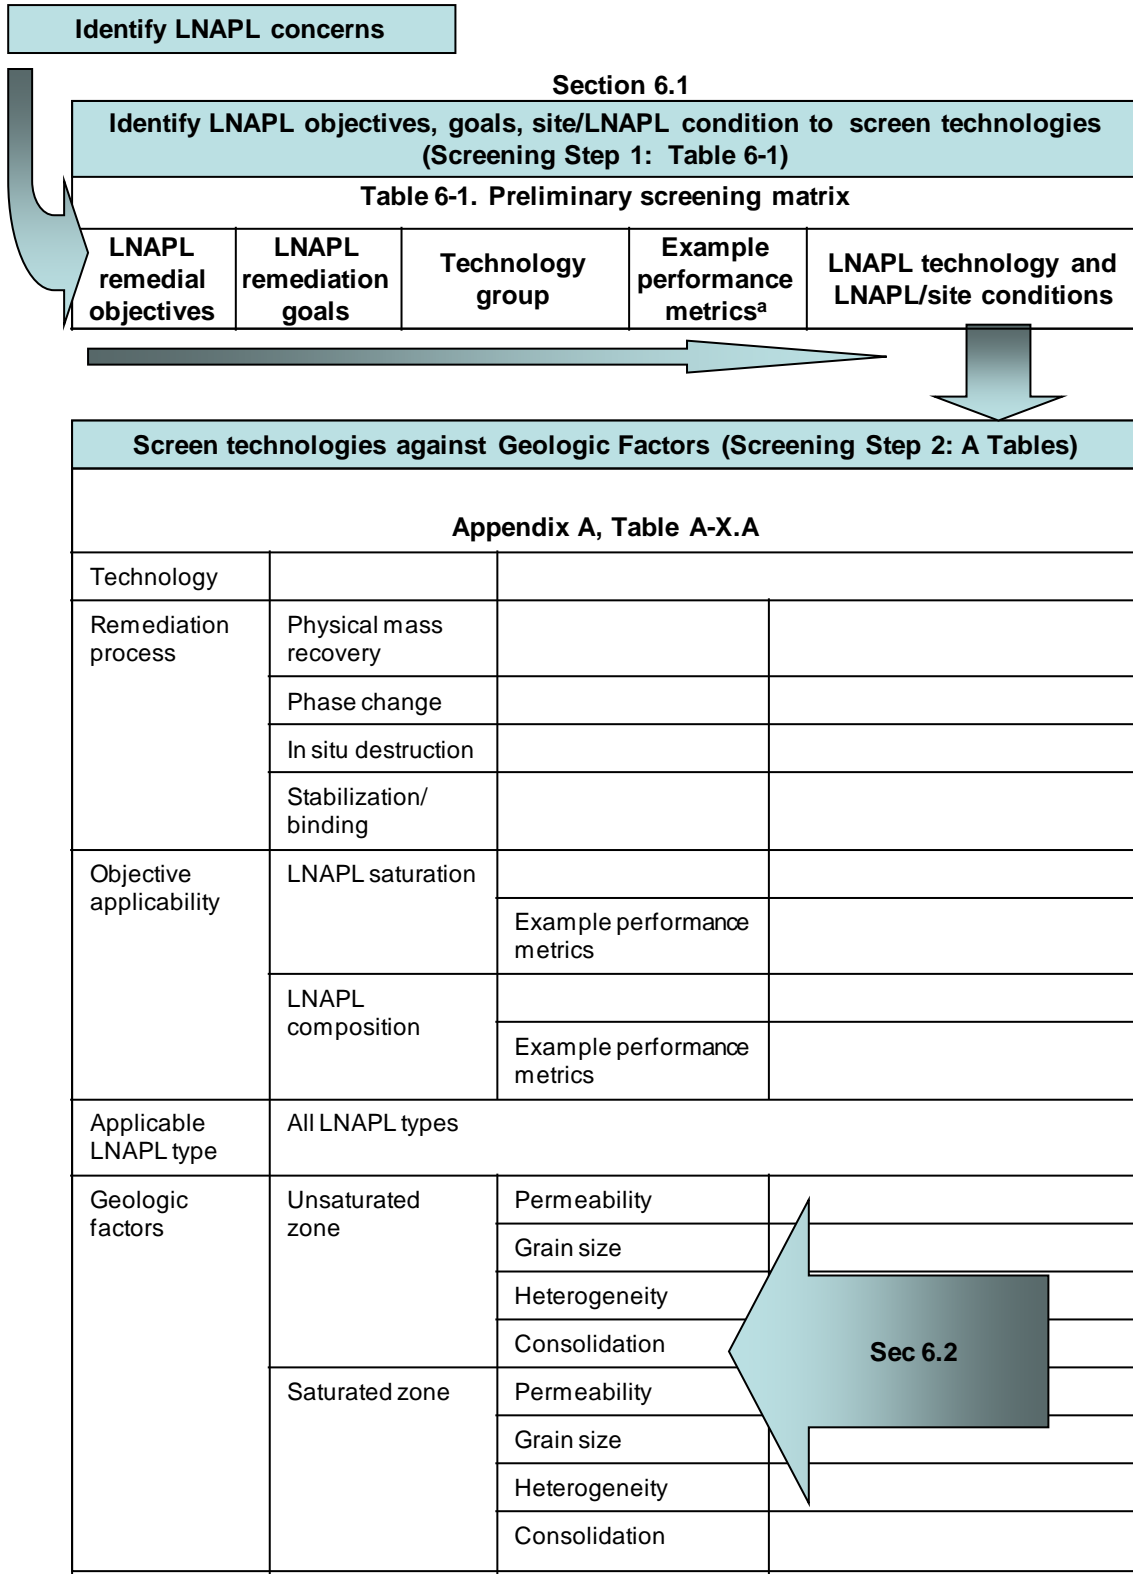 Identify LNAPL concerns
Section 6.1
Identify LNAPL objectives, goals, site/LNAPL condition to screen technologies
(Screening Step 1: Table 6-1)
Table 6-1. Preliminary screening matrix
LNAPL
remedial
objectives
LNAPL
remediation
goals
Technology
group
Example
performance
metricsᵃ
LNAPL technology and
LNAPL/site conditions
Screen technologies against Geologic Factors (Screening Step 2: A Tables)
Appendix A, Table A-X.A
Technology
Remediation
process
Physical mass
recovery
Phase change
In situ destruction
Stabilization/
binding
Objective
applicability
LNAPL saturation
Example performance
metrics
LNAPL
composition
Example performance
metrics
Applicable
LNAPL type
All LNAPL types
Geologic
factors
Unsaturated
zone
Permeability
Grain size
Heterogeneity
Consolidation
Sec 6.2
Saturated zone
Permeability
Grain size
Heterogeneity
Consolidation